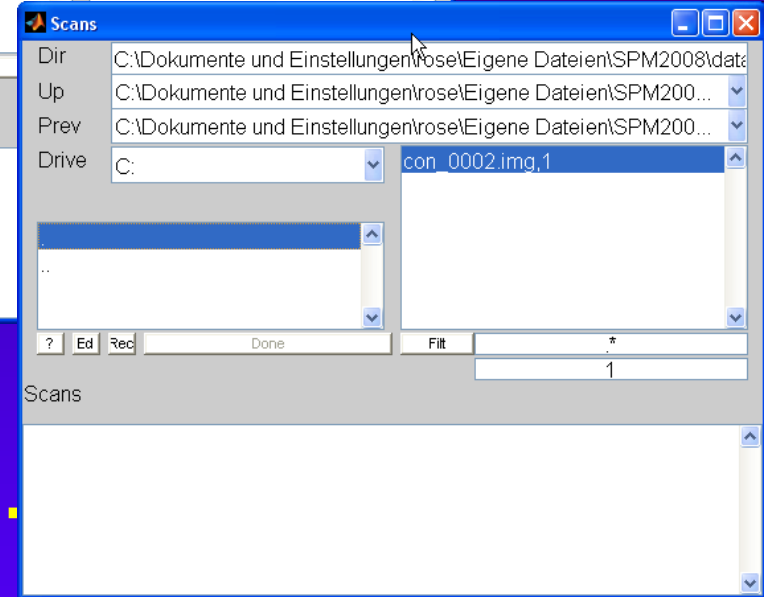 Scans
Dir C:\Dokumente und Einstellungen\rose\Eigene Dateien\SPM2008\data
Up C:\Dokumente und Einstellungen\rose\Eigene Dateien\SPM200...
Prev C:\Dokumente und Einstellungen\rose\Eigene Dateien\SPM200...
Drive C: con_0002.img,1
.
..
? Ed Rec Done Filt .*
1
Scans